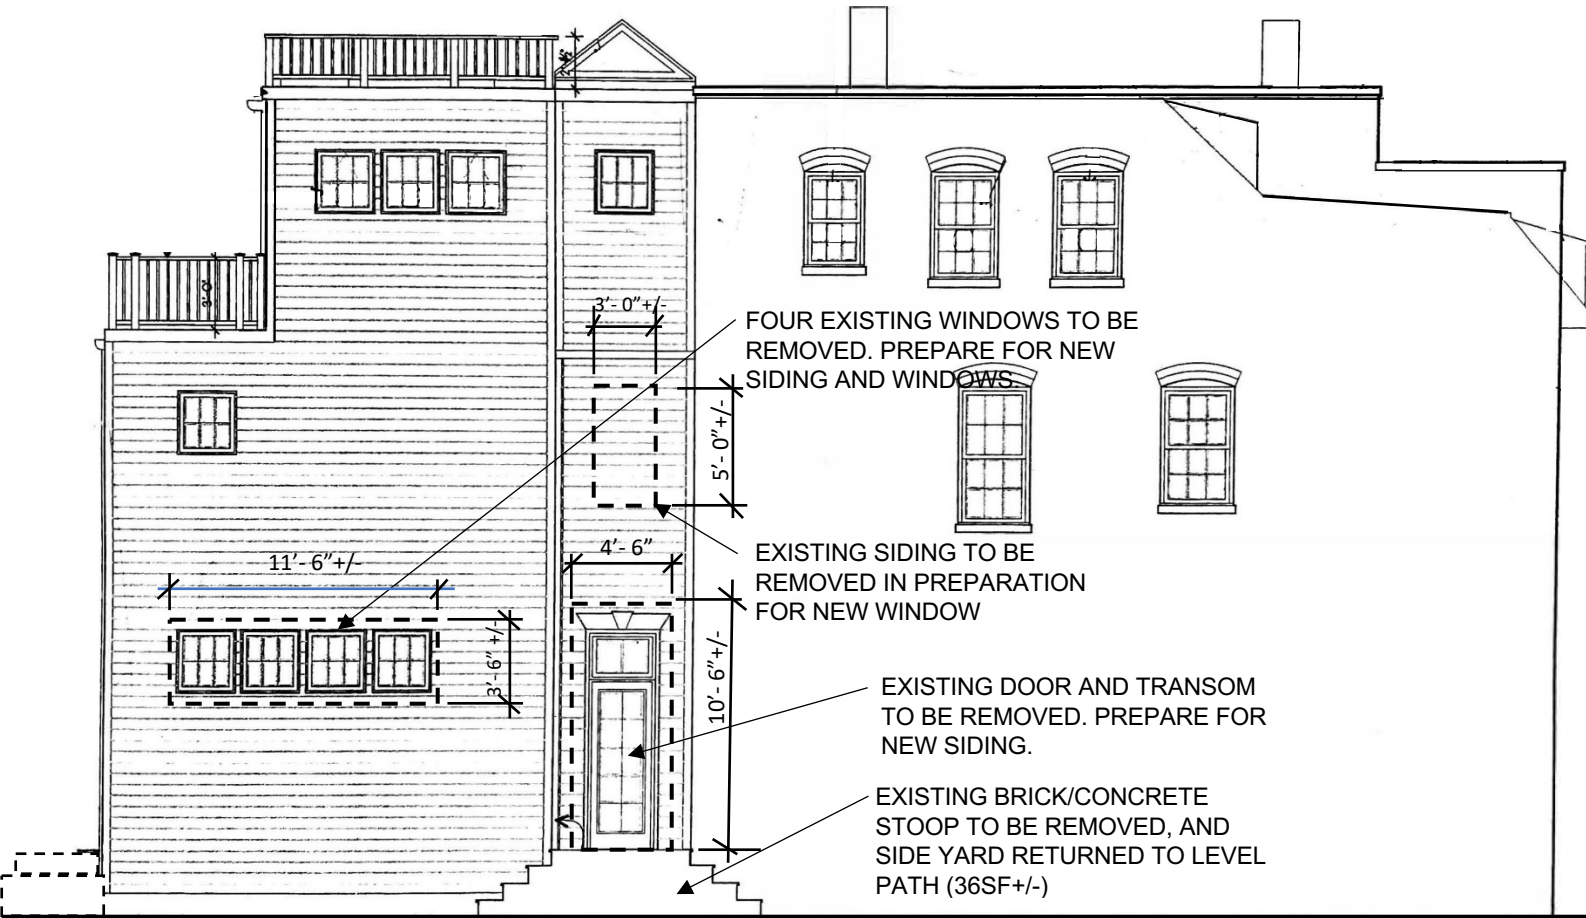 2'-6"
3'-0"
3'-0"+/-
FOUR EXISTING WINDOWS TO BE
REMOVED. PREPARE FOR NEW
SIDING AND WINDOWS.
5'-0"+/-
EXISTING SIDING TO BE
REMOVED IN PREPARATION
FOR NEW WINDOW
4'-6"
11'-6"+/-
3'-6" +/-
10'-6"+/-
EXISTING DOOR AND TRANSOM
TO BE REMOVED. PREPARE FOR
NEW SIDING.
EXISTING BRICK/CONCRETE
STOOP TO BE REMOVED, AND
SIDE YARD RETURNED TO LEVEL
PATH (36SF+/-)